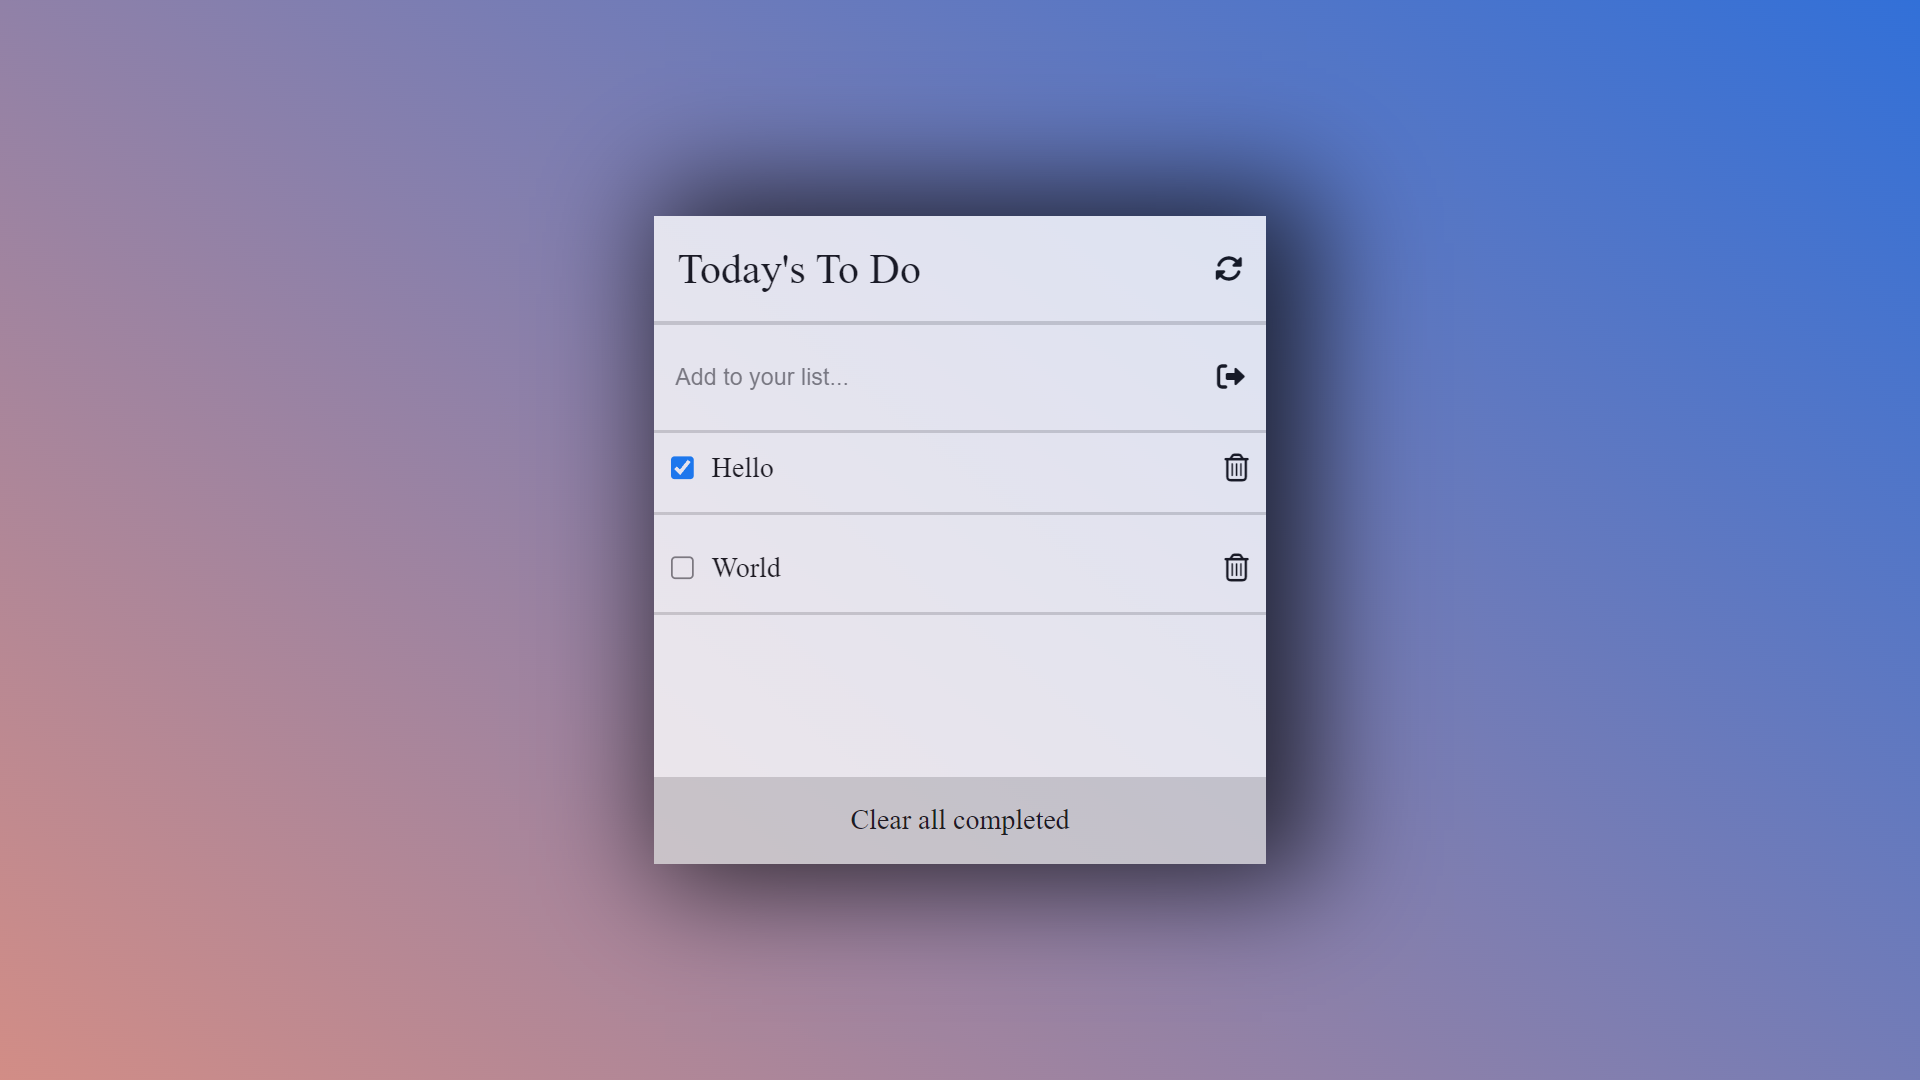 Today's To Do
Add to your list...
Hello
World
Clear all completed